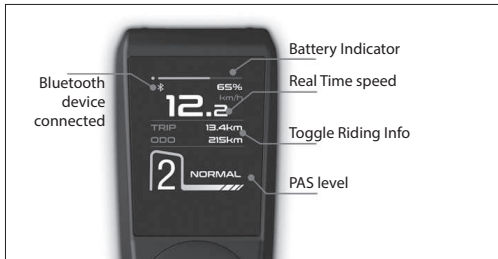 Battery Indicator
Bluetooth
device
connected
65%
km/h
Real Time speed
12.2
TRIP 13.4km
Toggle Riding Info
ODO 215km
2 NORMAL
PAS level